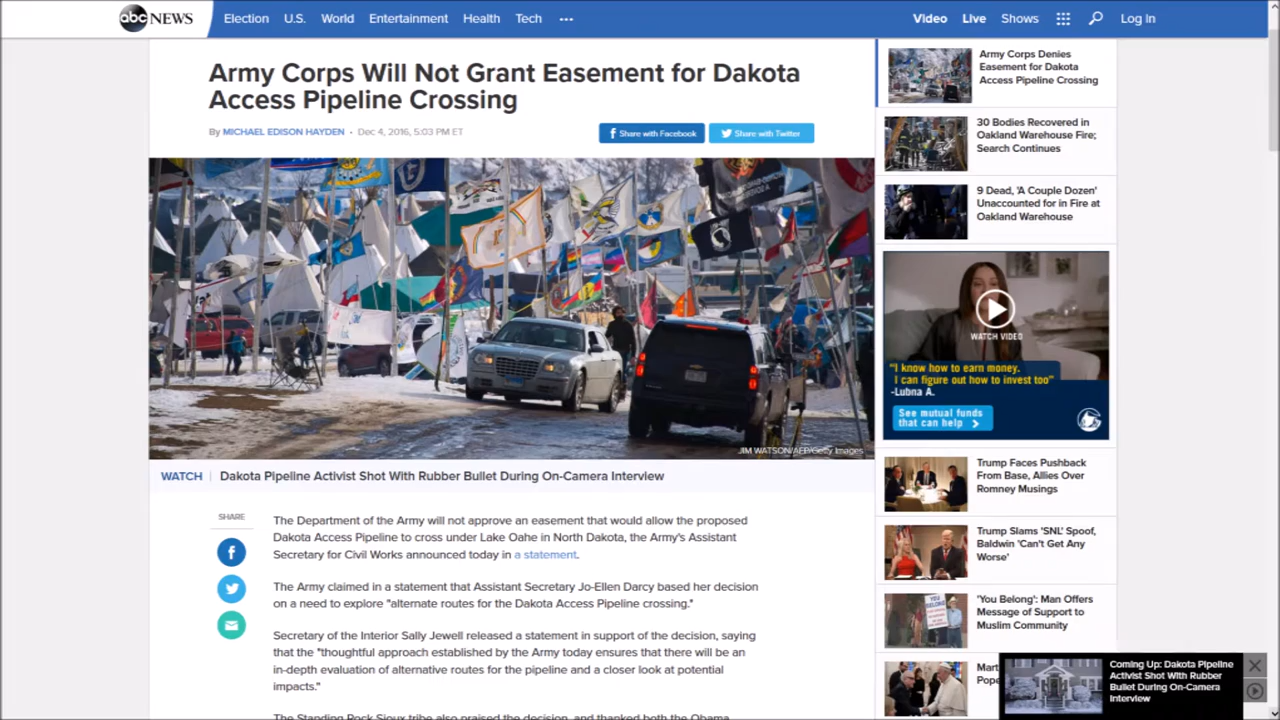 abc NEWS
Election U.S. World Entertainment Health Tech ...
Video Live Shows Log In
Army Corps Will Not Grant Easement for Dakota
Access Pipeline Crossing
By MICHAEL EDISON HAYDEN • Dec 4, 2016, 5:03 PM ET
Share with Facebook
Share with Twitter
JIM WATSON/AFP/Getty Images
WATCH | Dakota Pipeline Activist Shot With Rubber Bullet During On-Camera Interview
SHARE
The Department of the Army will not approve an easement that would allow the proposed
Dakota Access Pipeline to cross under Lake Oahe in North Dakota, the Army's Assistant
Secretary for Civil Works announced today in a statement.
The Army claimed in a statement that Assistant Secretary Jo-Ellen Darcy based her decision
on a need to explore "alternate routes for the Dakota Access Pipeline crossing."
Secretary of the Interior Sally Jewell released a statement in support of the decision, saying
that the "thoughtful approach established by the Army today ensures that there will be an
in-depth evaluation of alternative routes for the pipeline and a closer look at potential
impacts."
The Standing Rock Sioux tribe also praised the decision, and thanked both the Obama
Army Corps Denies
Easement for Dakota
Access Pipeline Crossing
30 Bodies Recovered in
Oakland Warehouse Fire;
Search Continues
9 Dead, 'A Couple Dozen'
Unaccounted for in Fire at
Oakland Warehouse
WATCH VIDEO
"I know how to earn money.
I can figure out how to invest too"
-Lubna A.
See mutual funds
that can help
Trump Faces Pushback
From Base, Allies Over
Romney Musings
Trump Slams 'SNL' Spoof,
Baldwin 'Can't Get Any
Worse'
YOU
BELONG
'You Belong': Man Offers
Message of Support to
Muslim Community
Mart
Pope
Coming Up: Dakota Pipeline
Activist Shot With Rubber
Bullet During On-Camera
Interview